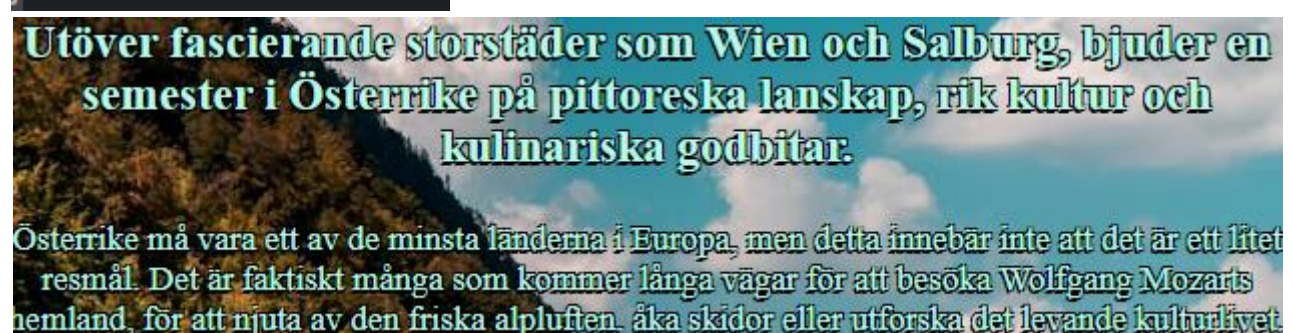 Utöver fascierande storstäder som Wien och Salburg, bjuder en
semester i Österrike på pittoreska lanskap, rik kultur och
kulinariska godbitar.
Österrike må vara ett av de minsta länderna i Europa, men detta innebär inte att det är ett litet
resmål. Det är faktiskt många som kommer långa vägar för att besöka Wolfgang Mozarts
hemland, för att njuta av den friska alpluften, åka skidor eller utforska det levande kulturlivet.